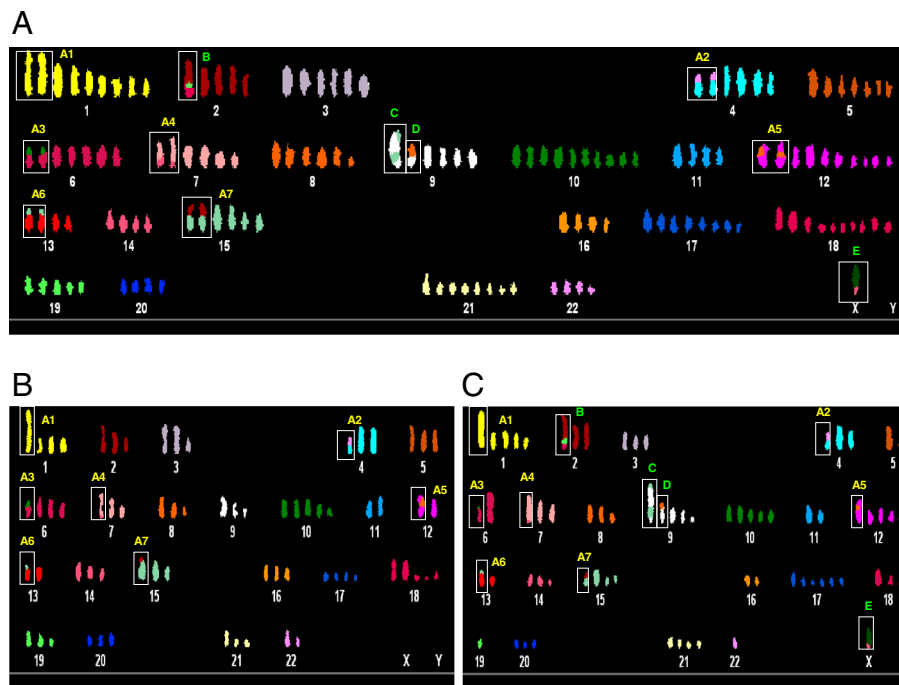 A
A1 B A2
1 2 3 4 5
A3 A4 C D A5
6 7 8 9 10 11 12
A6 A7
13 14 15 16 17 18
E
19 20 21 22 X Y
B
A1 A2
1 2 3 4 5
A3 A4 A5
6 7 8 9 10 11 12
A6 A7
13 14 15 16 17 18
19 20 21 22 X Y
C
A1 B A2
1 2 3 4 5
A3 A4 C D A5
6 7 8 9 10 11 12
A6 A7
13 14 15 16 17 18
E
19 20 21 22 X